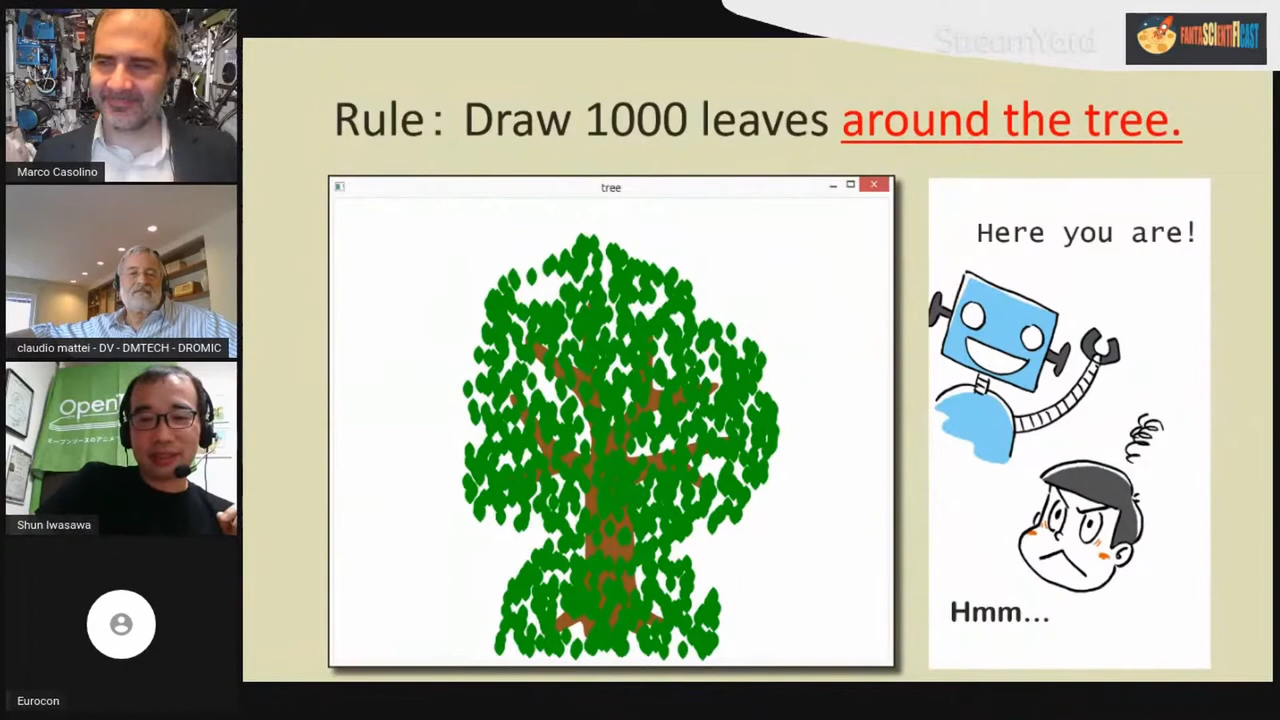 StreamYard
FANTASCIENTIFICAST
Marco Casolino
claudio mattei - DV - DMTECH - DROMIC
OpenT
Shun Iwasawa
Eurocon
Rule: Draw 1000 leaves around the tree.
tree
Here you are!
Hmm...